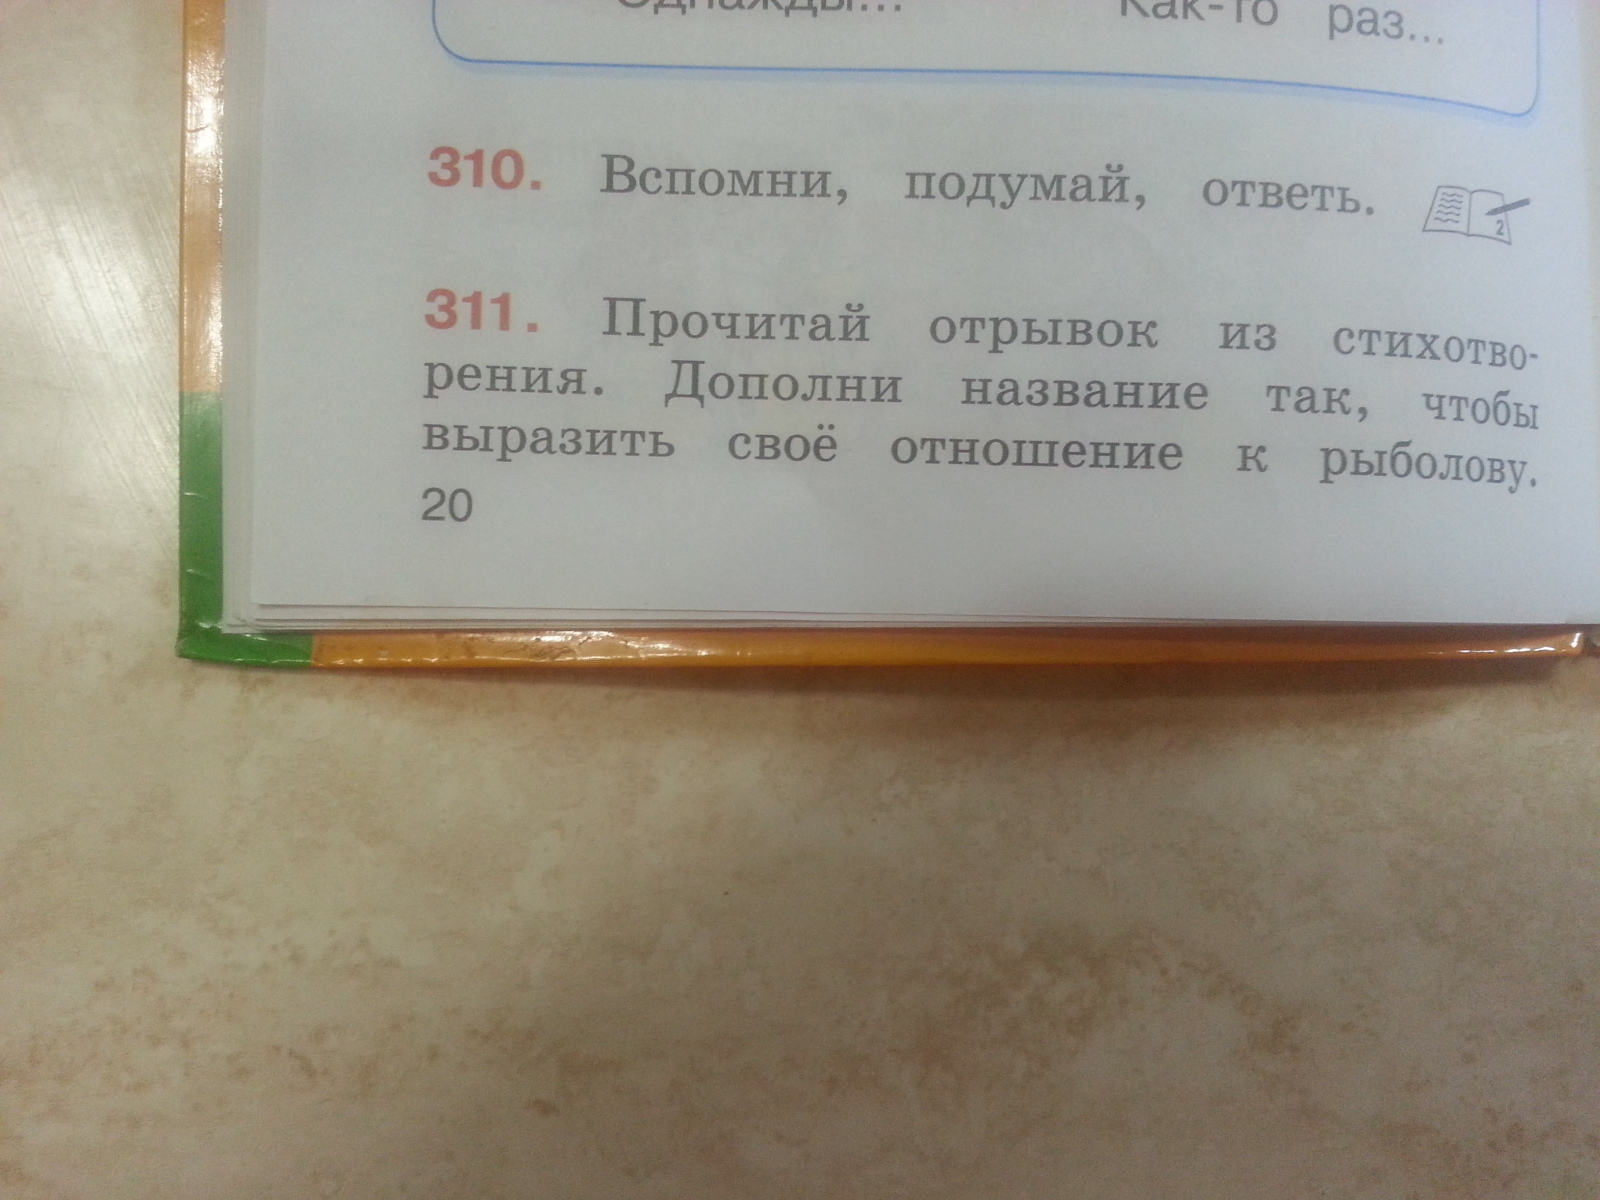 Однажды... Как-то раз...
310. Вспомни, подумай, ответь. 2
311. Прочитай отрывок из стихотво-
рения. Дополни название так, чтобы
выразить своё отношение к рыболову.
20